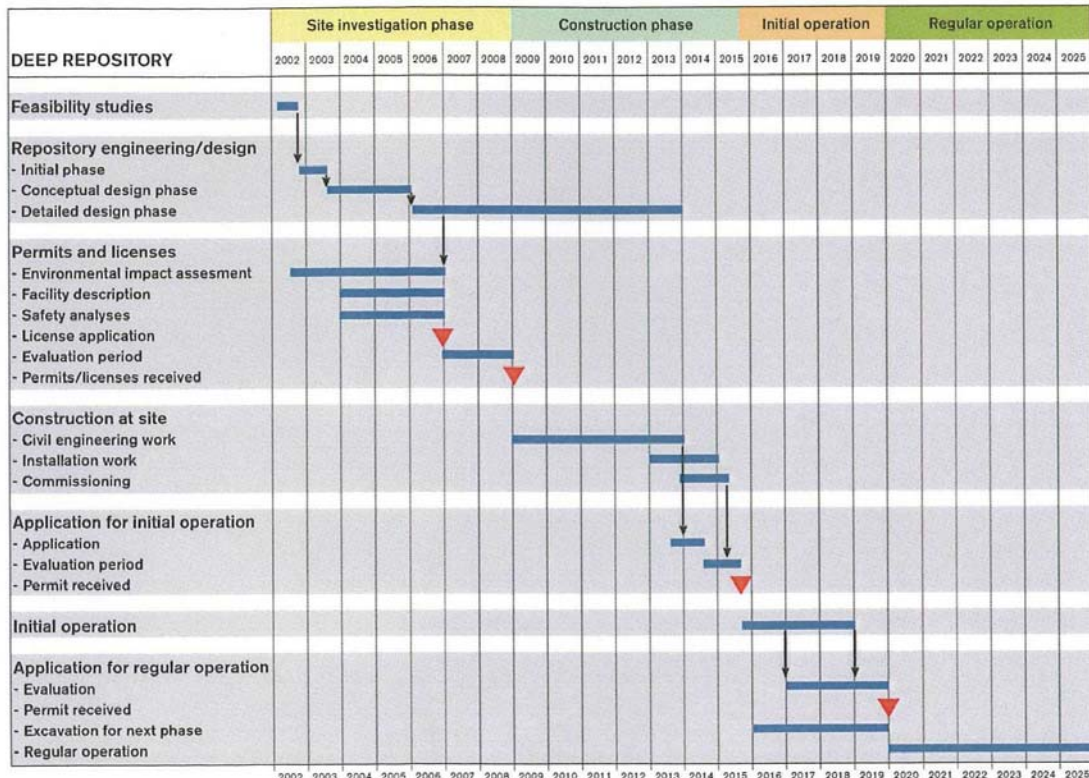 Site investigation phase Construction phase Initial operation Regular operation
DEEP REPOSITORY 2002 2003 2004 2005 2006 2007 2008 2009 2010 2011 2012 2013 2014 2015 2016 2017 2018 2019 2020 2021 2022 2023 2024 2025
Feasibility studies
Repository engineering/design
- Initial phase
- Conceptual design phase
- Detailed design phase
Permits and licenses
- Environmental impact assesment
- Facility description
- Safety analyses
- License application
- Evaluation period
- Permits/licenses received
Construction at site
- Civil engineering work
- Installation work
- Commissioning
Application for initial operation
- Application
- Evaluation period
- Permit received
Initial operation
Application for regular operation
- Evaluation
- Permit received
- Excavation for next phase
- Regular operation
2002 2003 2004 2005 2006 2007 2008 2009 2010 2011 2012 2013 2014 2015 2016 2017 2018 2019 2020 2021 2022 2023 2024 2025